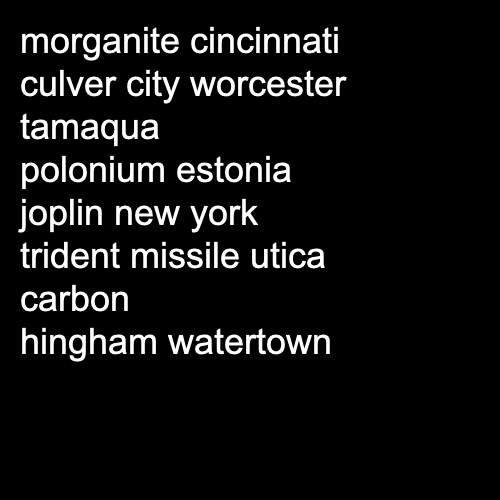 morganite cincinnati
culver city worcester
tamaqua
polonium estonia
joplin new york
trident missile utica
carbon
hingham watertown